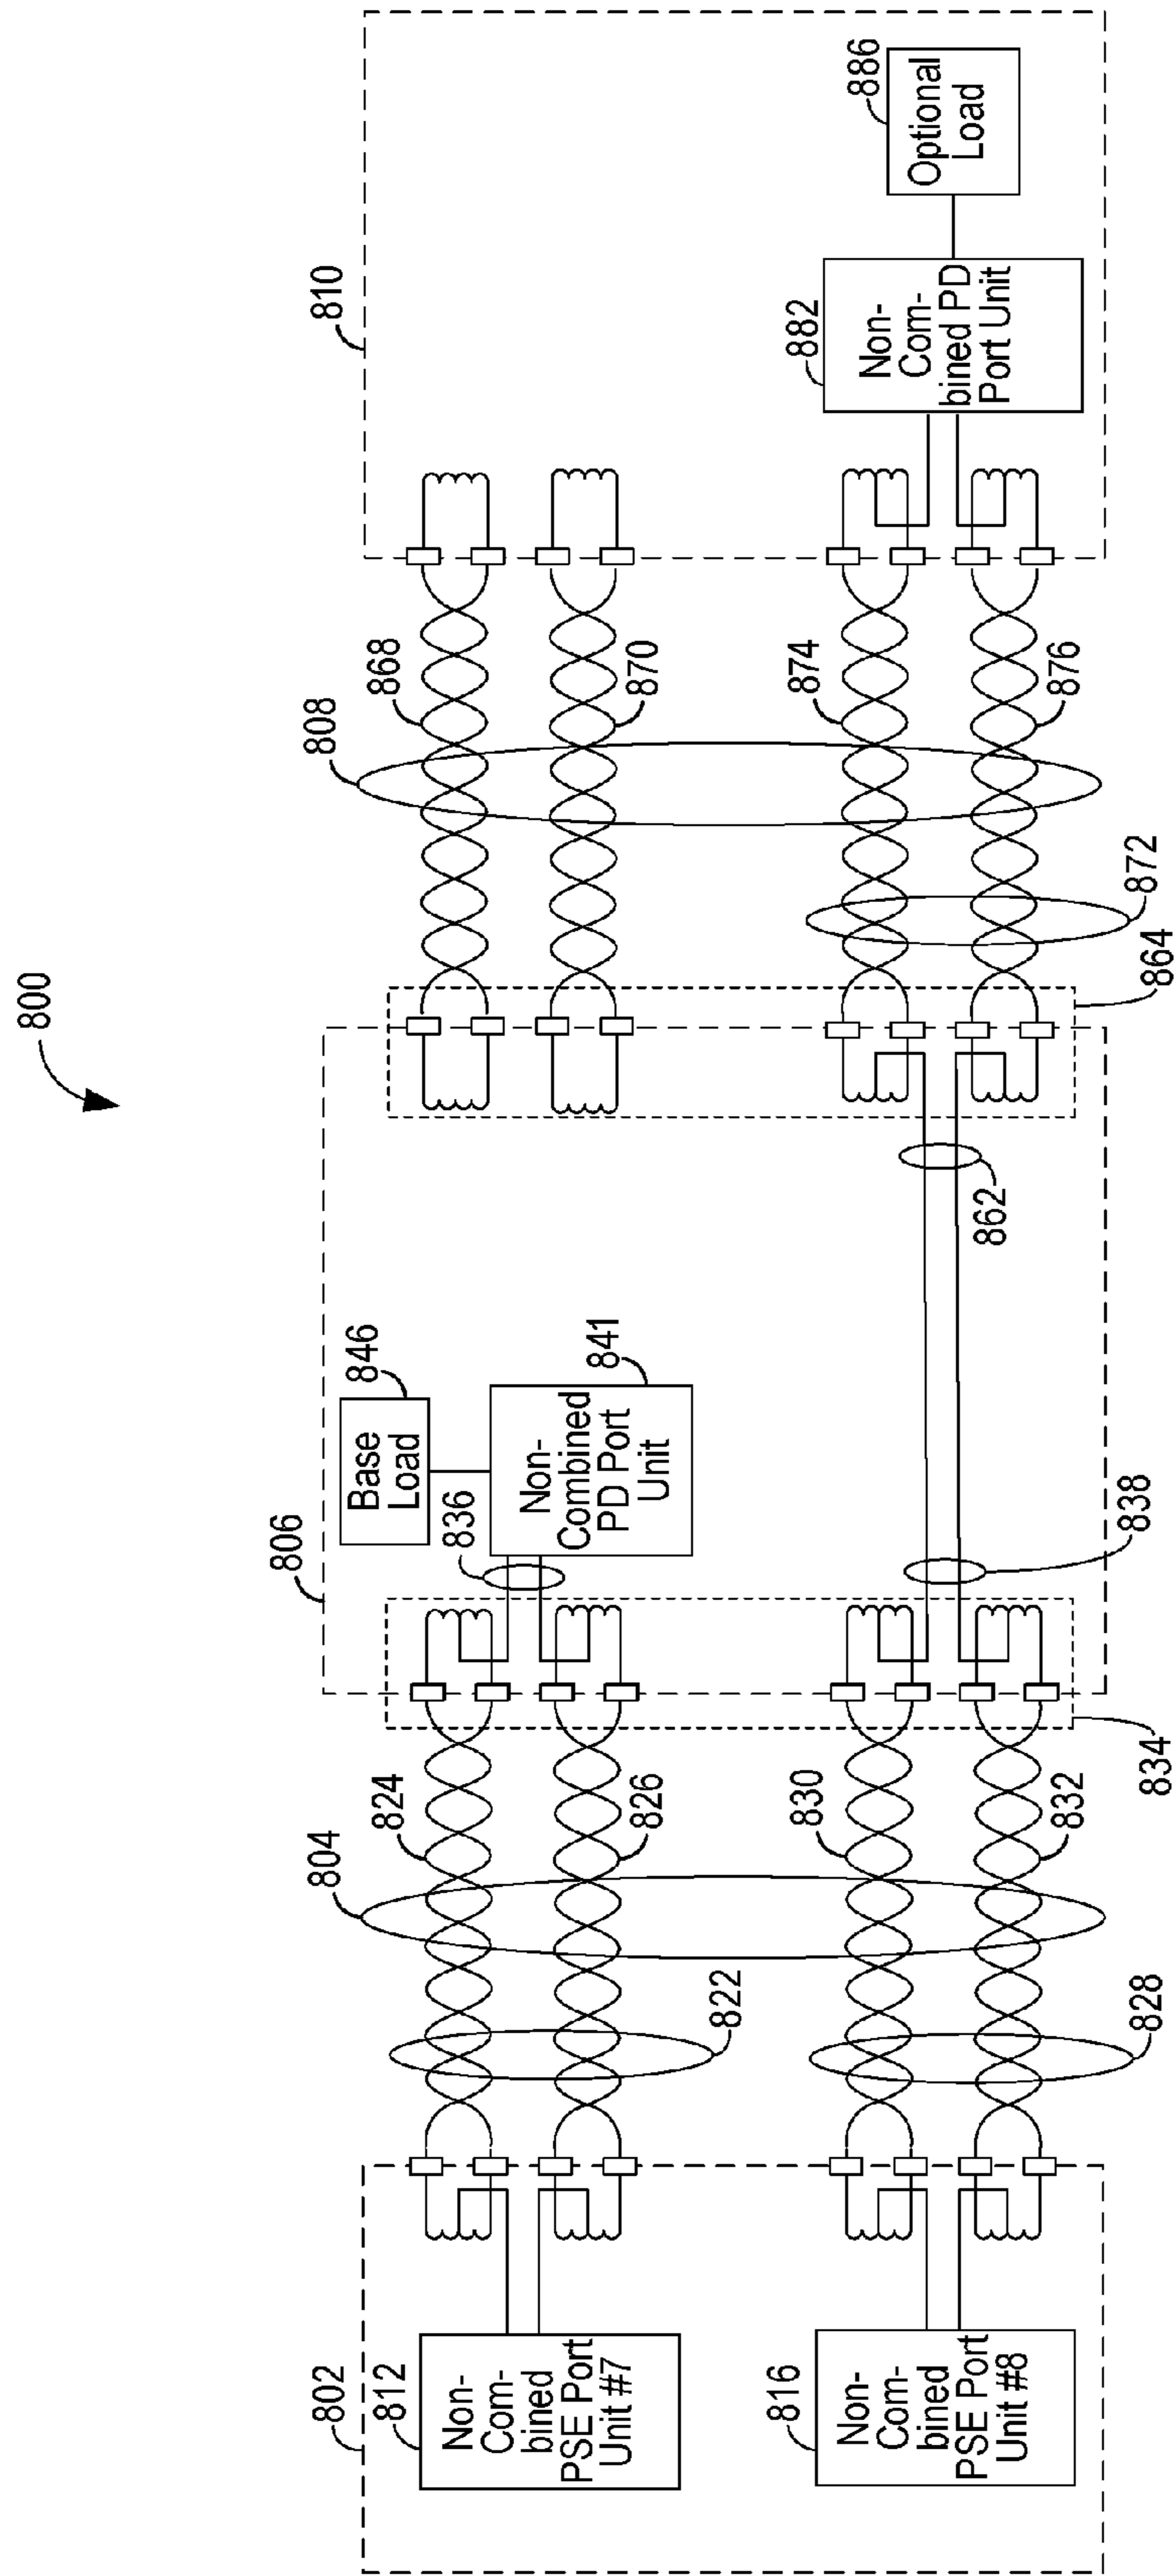 800
802
812
Non-
Com-
bined
PSE Port
Unit #7
816
Non-
Com-
bined
PSE Port
Unit #8
804
824
826
822
830
832
828
834
806
836
Base
Load
846
Non-
Combined
PD Port
Unit
841
838
862
864
808
868
870
874
876
872
810
882
Non-
Com-
bined PD
Port Unit
886
Optional
Load